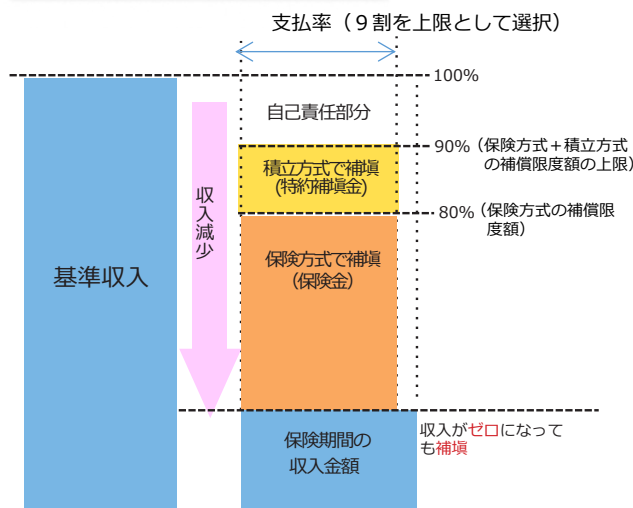 支払率（９割を上限として選択）
100%
自己責任部分
90%（保険方式＋積立方式
の補償限度額の上限）
積立方式で補塡
(特約補塡金)
80%（保険方式の補償限
度額）
収入減少
保険方式で補塡
(保険金)
基準収入
保険期間の
収入金額
収入がゼロになって
も補塡